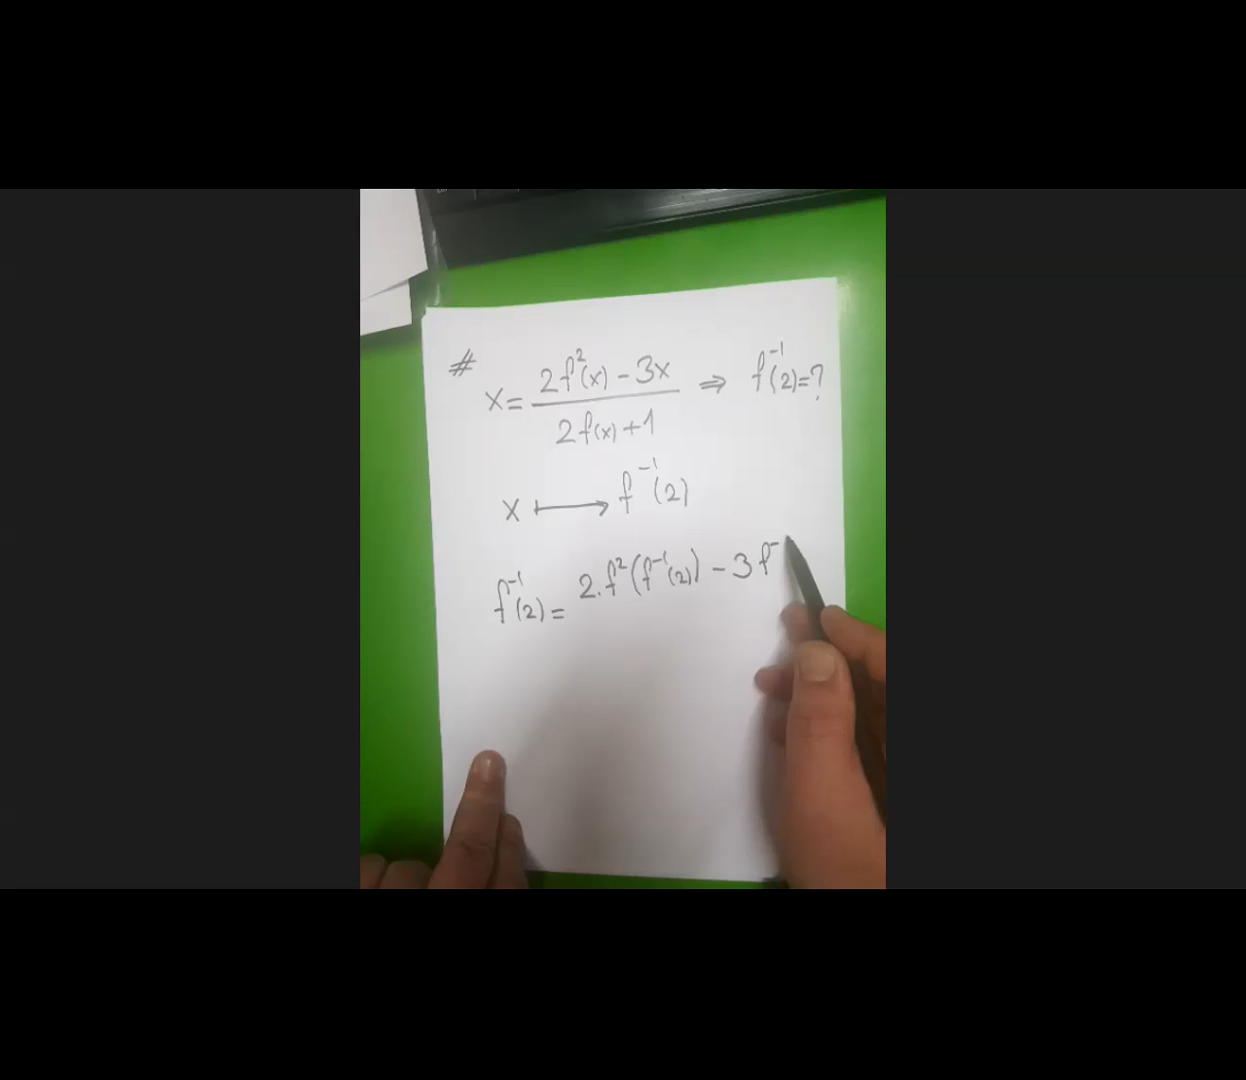 # x = (2f²(x) - 3x) / (2f(x) + 1) ⇒ f⁻¹(2) = ?
x ↦ f⁻¹(2)
f⁻¹(2) = 2.f²(f⁻¹(2)) - 3f⁻